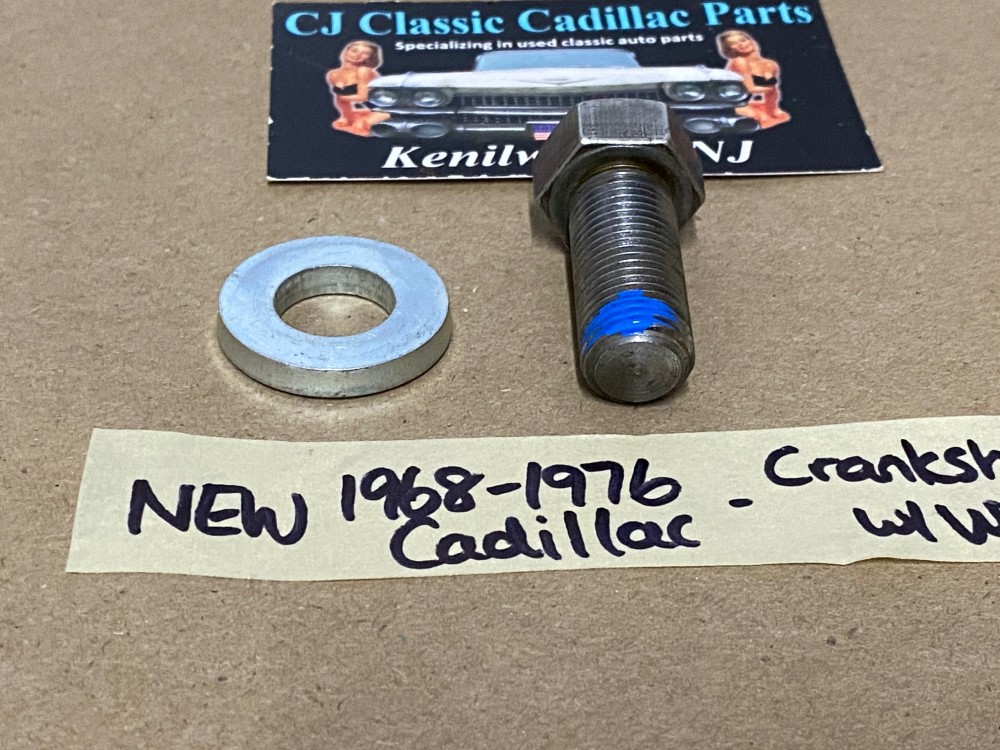 CJ Classic Cadillac Parts
Specializing in used classic auto parts
NJ
NEW 1968-1976 - 
Cadillac w/